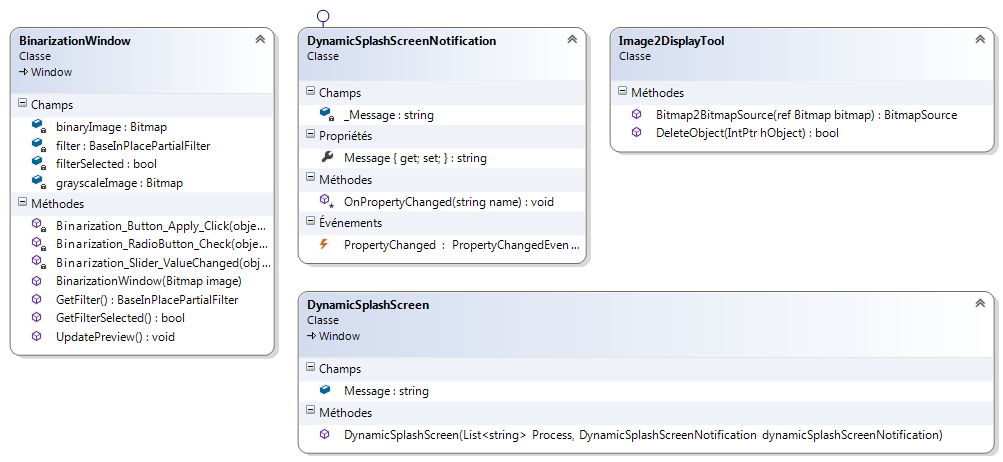 BinarizationWindow
Classe
Window
Champs
binaryImage : Bitmap
filter : BaseInPlacePartialFilter
filterSelected : bool
grayscaleImage : Bitmap
Méthodes
Binarization_Button_Apply_Click(obje...
Binarization_RadioButton_Check(obje...
Binarization_Slider_ValueChanged(obj...
BinarizationWindow(Bitmap image)
GetFilter() : BaseInPlacePartialFilter
GetFilterSelected() : bool
UpdatePreview() : void
DynamicSplashScreenNotification
Classe
Champs
_Message : string
Propriétés
Message { get; set; } : string
Méthodes
OnPropertyChanged(string name) : void
Événements
PropertyChanged : PropertyChangedEven...
Image2DisplayTool
Classe
Méthodes
Bitmap2BitmapSource(ref Bitmap bitmap) : BitmapSource
DeleteObject(IntPtr hObject) : bool
DynamicSplashScreen
Classe
Window
Champs
Message : string
Méthodes
DynamicSplashScreen(List<string> Process, DynamicSplashScreenNotification dynamicSplashScreenNotification)